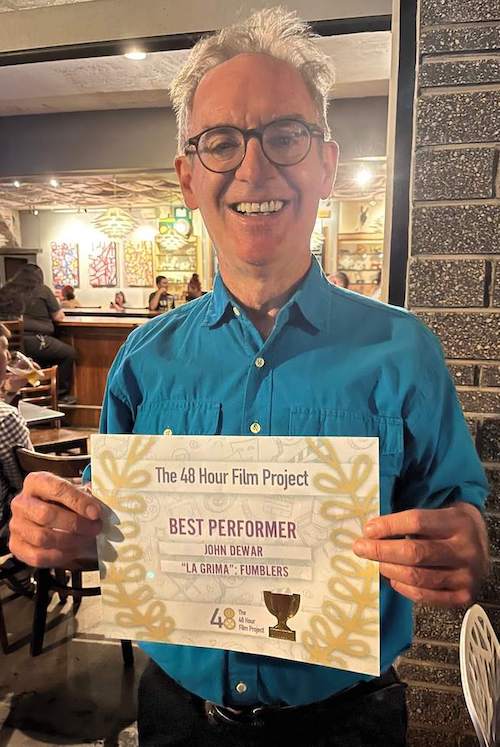 The 48 Hour Film Project
BEST PERFORMER
JOHN DEWAR
"LA GRIMA": FUMBLERS
48 The
48 Hour
Film Project